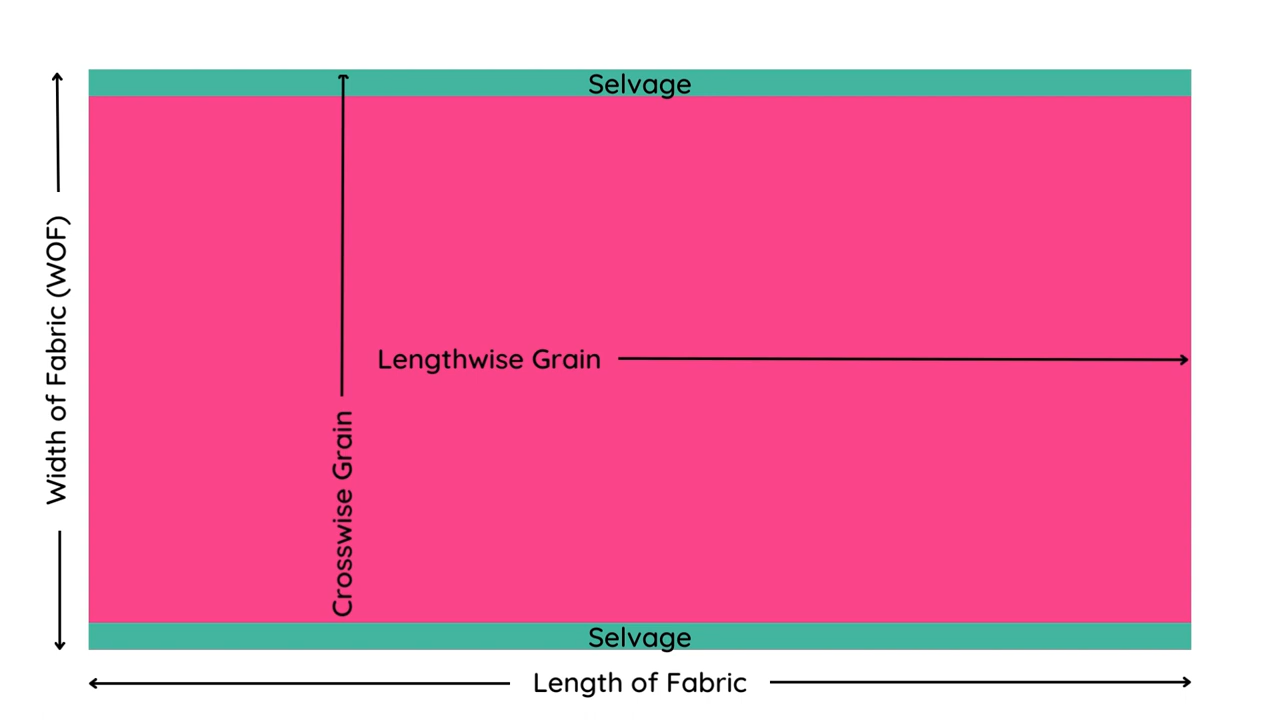 Selvage
Width of Fabric (WOF)
Lengthwise Grain
Crosswise Grain
Selvage
Length of Fabric